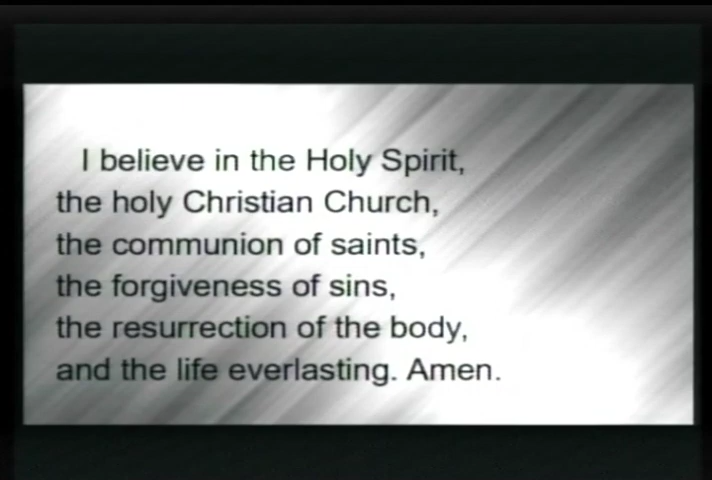 I believe in the Holy Spirit,
the holy Christian Church,
the communion of saints,
the forgiveness of sins,
the resurrection of the body,
and the life everlasting. Amen.